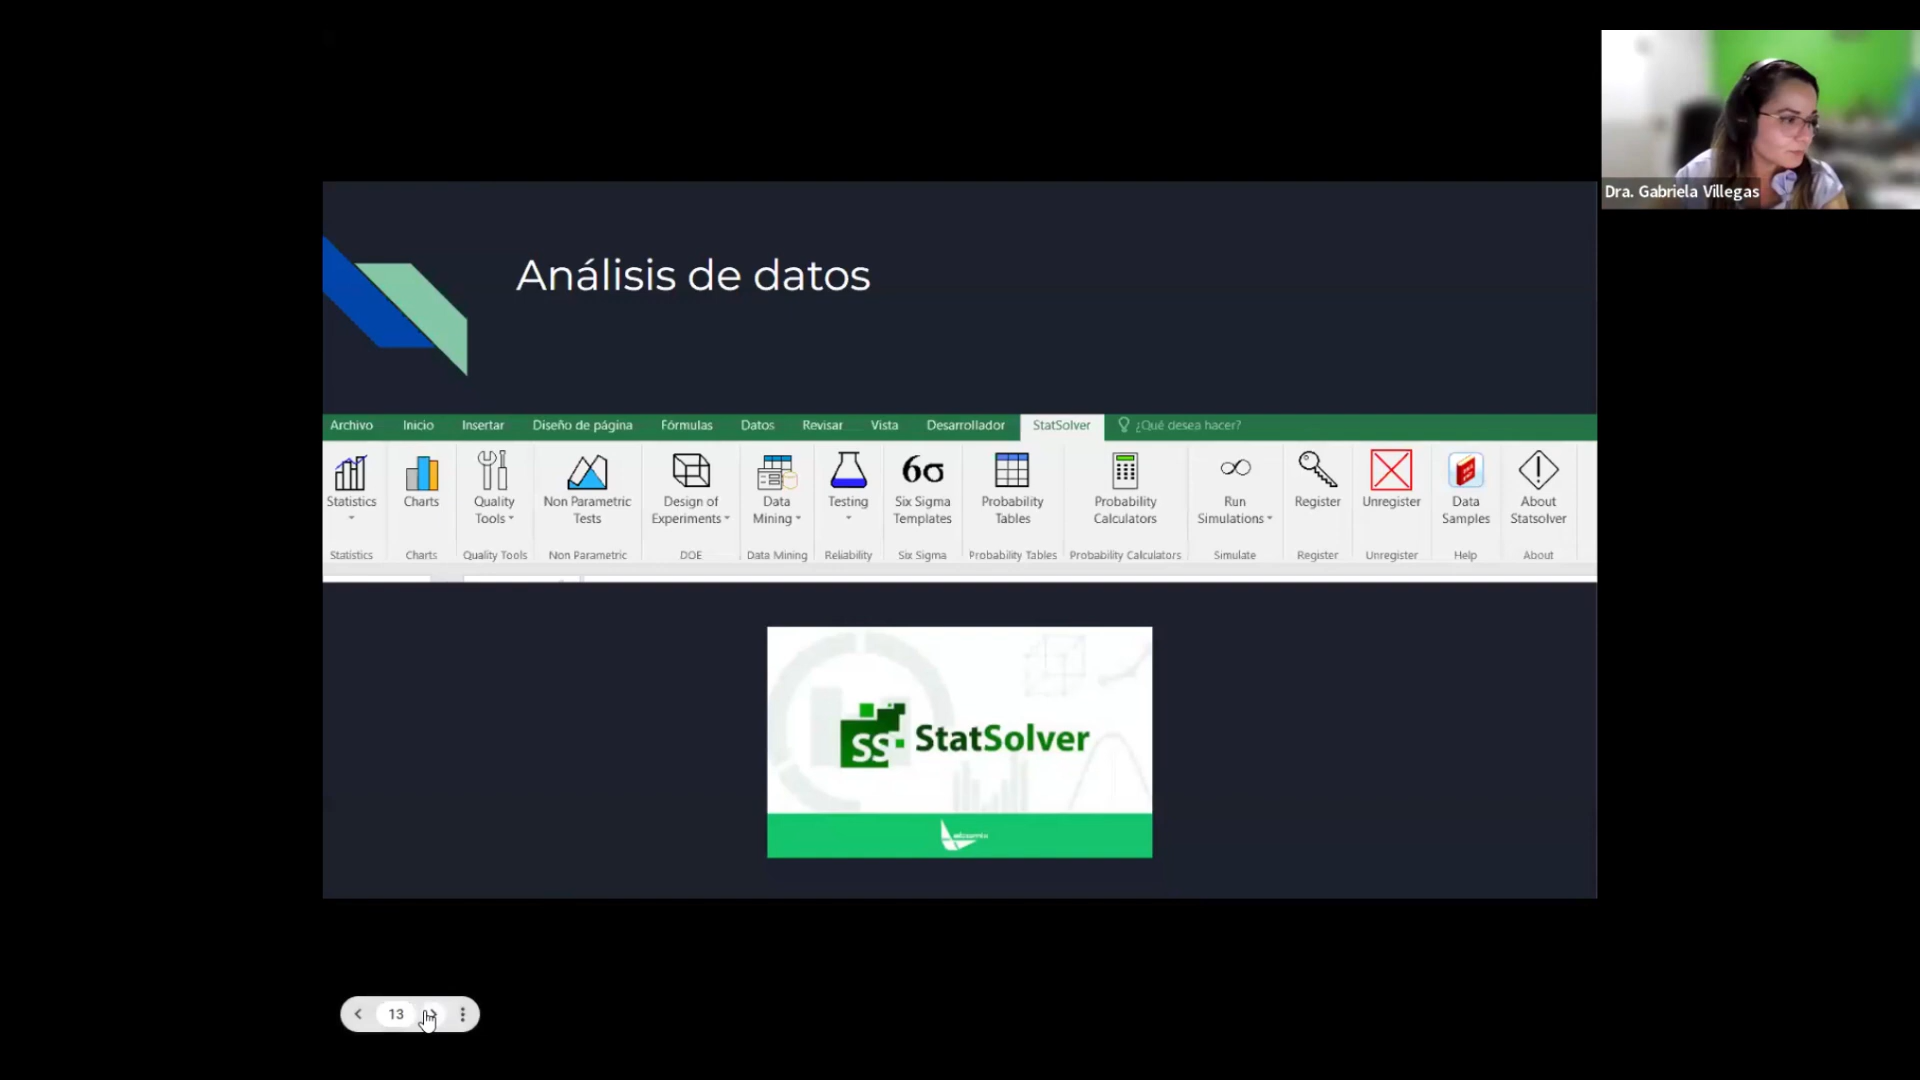 Dra. Gabriela Villegas
Análisis de datos
Archivo Inicio Insertar Diseño de página Fórmulas Datos Revisar Vista Desarrollador StatSolver ¿Qué desea hacer?
Statistics Charts Quality Tools Non Parametric Tests Design of Experiments Data Mining Testing 6σ Six Sigma Templates Probability Tables Probability Calculators Run Simulations Register Unregister Data Samples About Statsolver
Statistics Charts Quality Tools Non Parametric DOE Data Mining Reliability Six Sigma Probability Tables Probability Calculators Simulate Register Unregister Help About
SS StatSolver
13